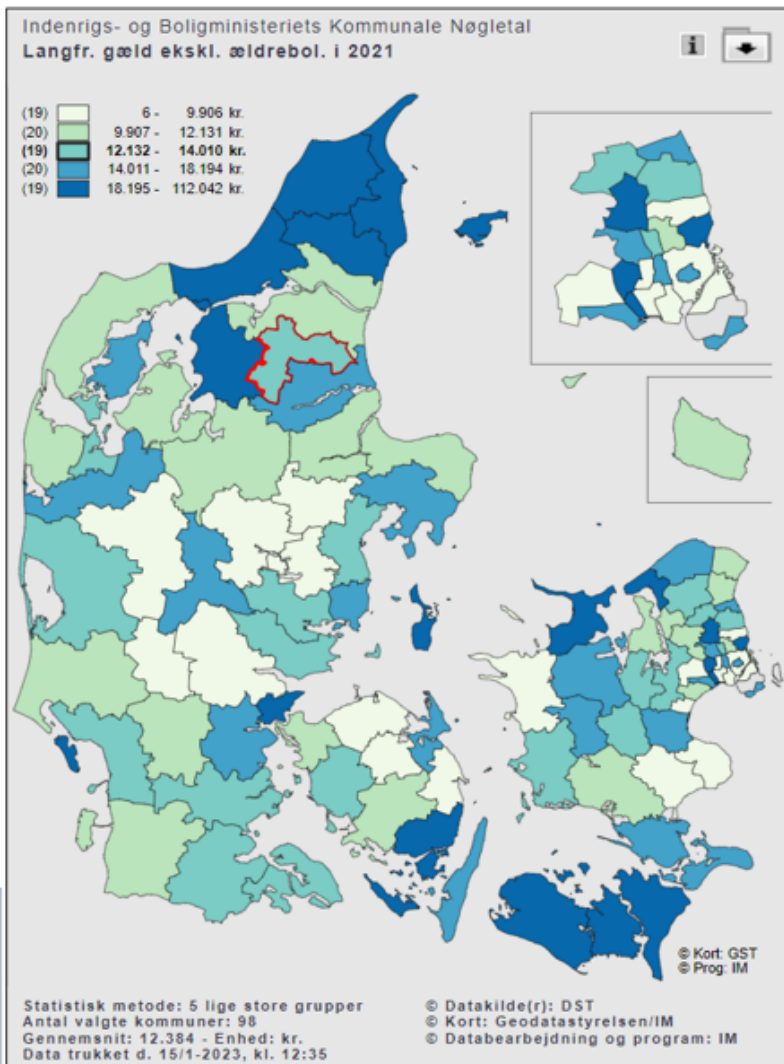 Indenrigs- og Boligministeriets Kommunale Nøgletal
Langfr. gæld ekskl. ældrebol. i 2021
i
(19) 6 - 9.906 kr.
(20) 9.907 - 12.131 kr.
(19) 12.132 - 14.010 kr.
(20) 14.011 - 18.194 kr.
(19) 18.195 - 112.042 kr.
© Kort: GST
© Prog: IM
Statistisk metode: 5 lige store grupper
Antal valgte kommuner: 98
Gennemsnit: 12.384 - Enhed: kr.
Data trukket d. 15/1-2023, kl. 12:35
© Datakilde(r): DST
© Kort: Geodatastyrelsen/IM
© Databearbejdning og program: IM